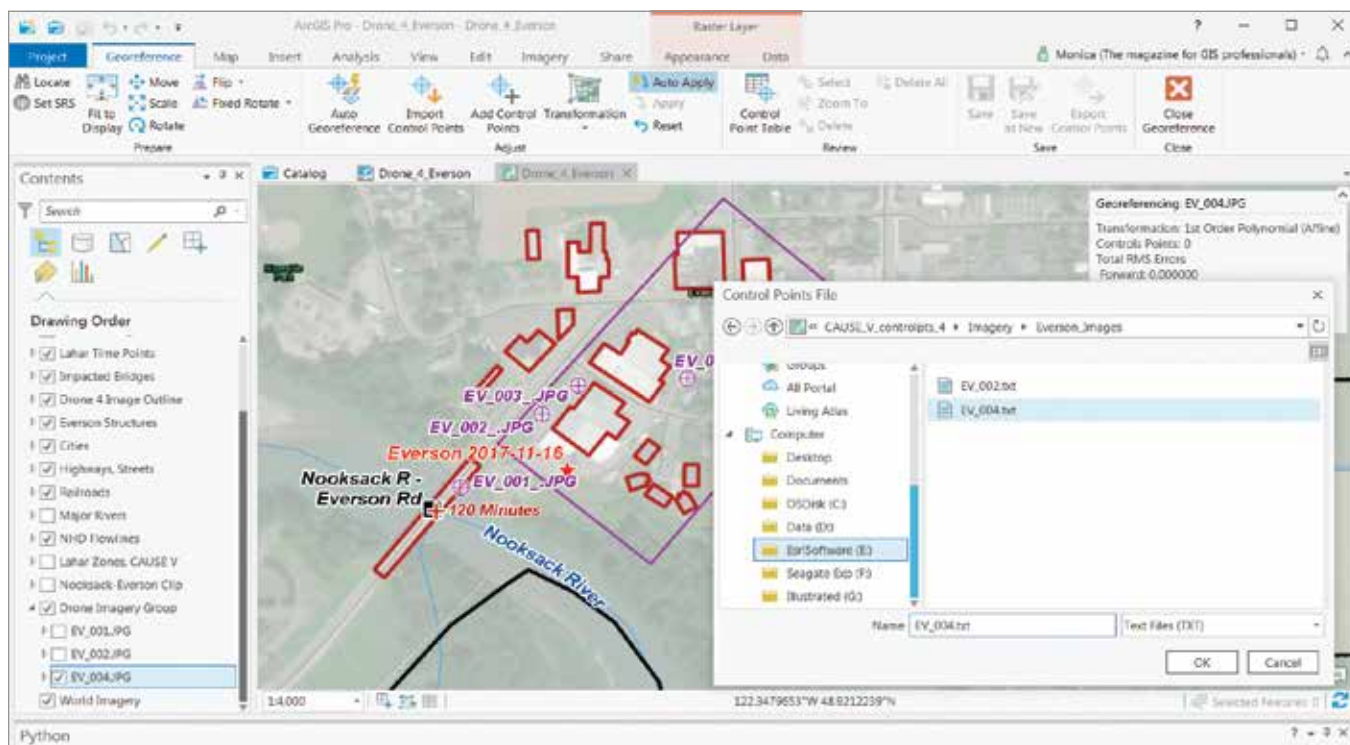 ArcGIS Pro - Drone_4_Everson - Drone_4_Everson
Raster Layer
?
Project
Georeference
Map
Insert
Analysis
View
Edit
Imagery
Share
Appearance
Data
Monica (The magazine for GIS professionals)
Locate
Set SRS
Fit to Display
Move
Scale
Rotate
Flip
Fixed Rotate
Prepare
Auto Georeference
Import Control Points
Add Control Points
Transformation
Auto Apply
Apply
Reset
Adjust
Control Point Table
Select
Zoom To
Delete
Delete All
Review
Save
Save as New
Export Control Points
Save
Close Georeference
Close
Contents
Search
Drawing Order
Lahar Time Points
Impacted Bridges
Drone 4 Image Outline
Everson Structures
Cities
Highways, Streets
Railroads
Major Rivers
NHD Flowlines
Lahar Zones, CAUSE V
Nooksack-Everson Clip
Drone Imagery Group
EV_001.JPG
EV_002.JPG
EV_004.JPG
World Imagery
Catalog
Drone_4_Everson
Drone_4_Everson
Georeferencing: EV_004.JPG
Transformation: 1st Order Polynomial (Affine)
Controls Points: 0
Total RMS Errors
Forward: 0.000000
EV_0
EV_003_.JPG
EV_002_.JPG
Everson 2017-11-16
Nooksack R -
Everson Rd
EV_001_.JPG
120 Minutes
Nooksack River
Control Points File
CAUSE_V_controlpts_4
Imagery
Everson_Images
Groups
All Portal
Living Atlas
Computer
Desktop
Documents
OSDisk (C:)
Data (D:)
EsriSoftware (E:)
Seagate Exp (F:)
Illustrated (G:)
EV_002.txt
EV_004.txt
Name
EV_004.txt
Text Files (TXT)
OK
Cancel
1:4,000
122.3479653°W 48.9212239°N
Selected Features: 0
Python
?